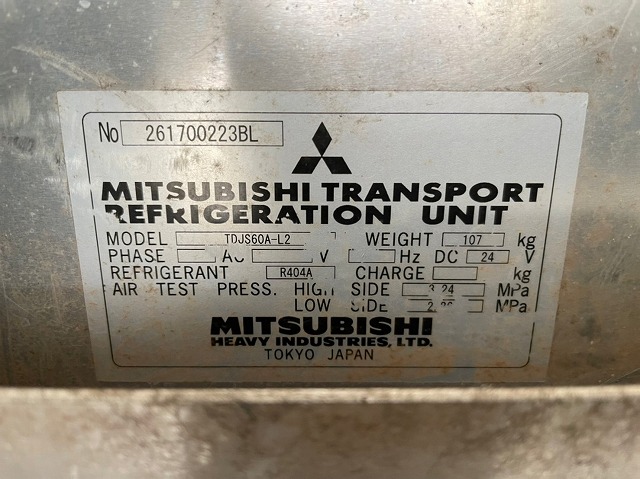 No 261700223BL
MITSUBISHI TRANSPORT
REFRIGERATION UNIT
MODEL TDJS60A-L2 WEIGHT 107 kg
PHASE AC V Hz DC 24 V
REFRIGERANT R404A CHARGE kg
AIR TEST PRESS. HIGH SIDE 3.24 MPa
LOW SIDE MPa
MITSUBISHI
HEAVY INDUSTRIES, LTD.
TOKYO JAPAN